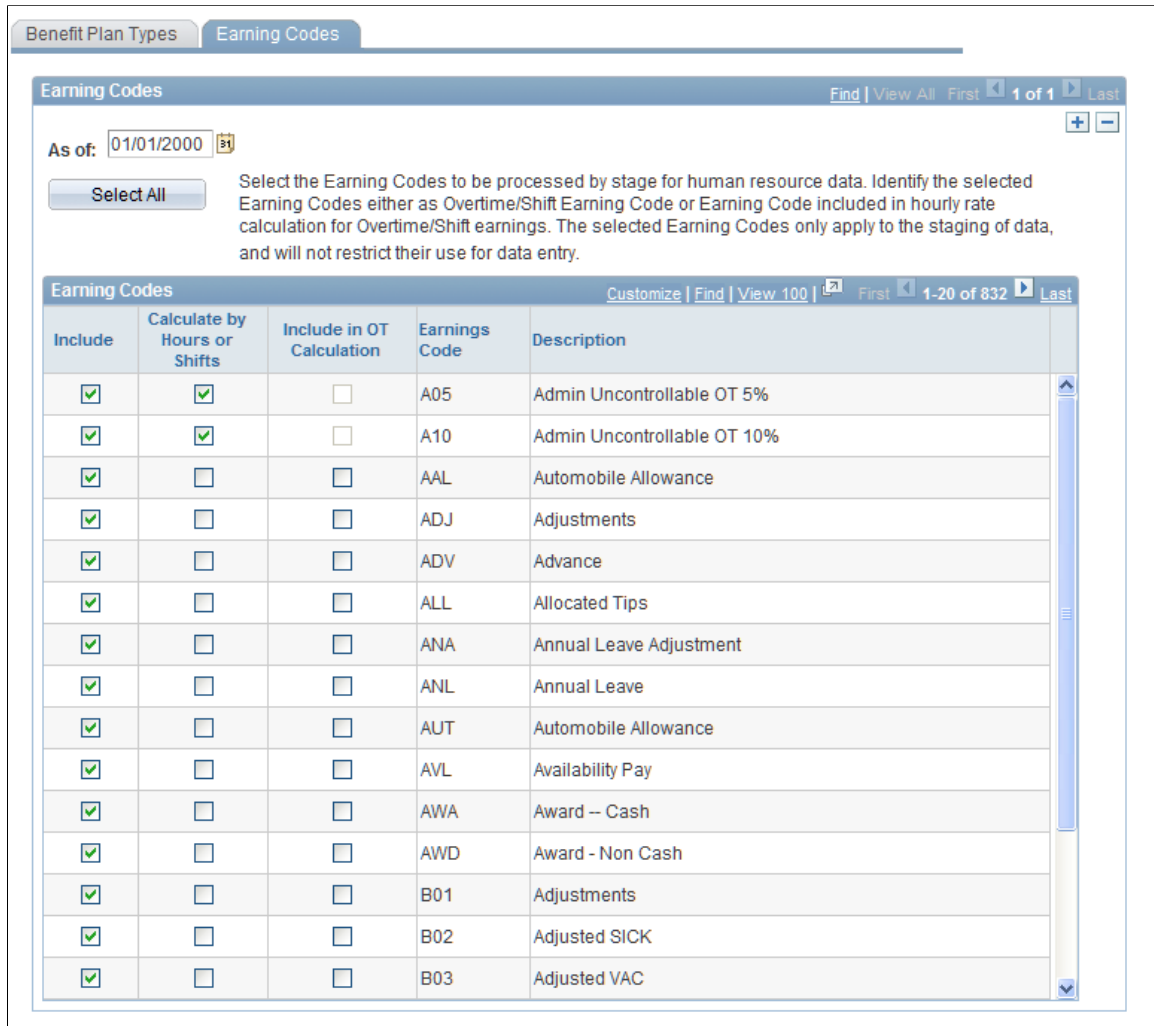 Benefit Plan Types Earning Codes
Earning Codes Find | View All First 1 of 1 Last
As of: 01/01/2000 31
Select All
Select the Earning Codes to be processed by stage for human resource data. Identify the selected
Earning Codes either as Overtime/Shift Earning Code or Earning Code included in hourly rate
calculation for Overtime/Shift earnings. The selected Earning Codes only apply to the staging of data,
and will not restrict their use for data entry.
Earning Codes Customize | Find | View 100 | First 1-20 of 832 Last
Include Calculate by Hours or Shifts Include in OT Calculation Earnings Code Description
A05 Admin Uncontrollable OT 5%
A10 Admin Uncontrollable OT 10%
AAL Automobile Allowance
ADJ Adjustments
ADV Advance
ALL Allocated Tips
ANA Annual Leave Adjustment
ANL Annual Leave
AUT Automobile Allowance
AVL Availability Pay
AWA Award -- Cash
AWD Award - Non Cash
B01 Adjustments
B02 Adjusted SICK
B03 Adjusted VAC